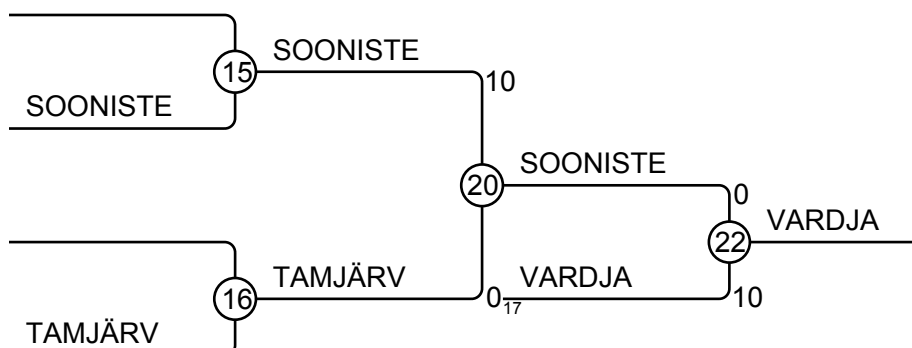 SOONISTE
15
10
SOONISTE
SOONISTE
20
0
VARDJA
22
TAMJÄRV
VARDJA
16
0
17
10
TAMJÄRV